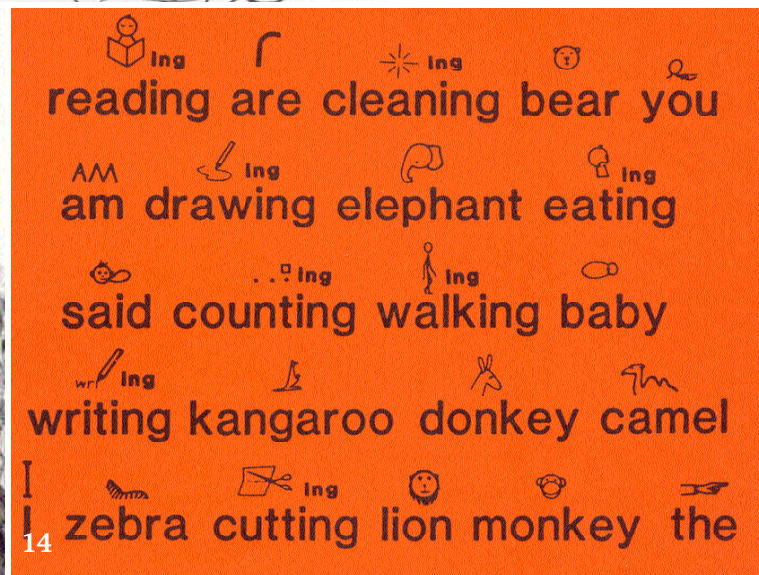 ing ing
reading are cleaning bear you
AM ing ing
am drawing elephant eating
ing ing
said counting walking baby
wr ing
writing kangaroo donkey camel
I ing
I zebra cutting lion monkey the
14